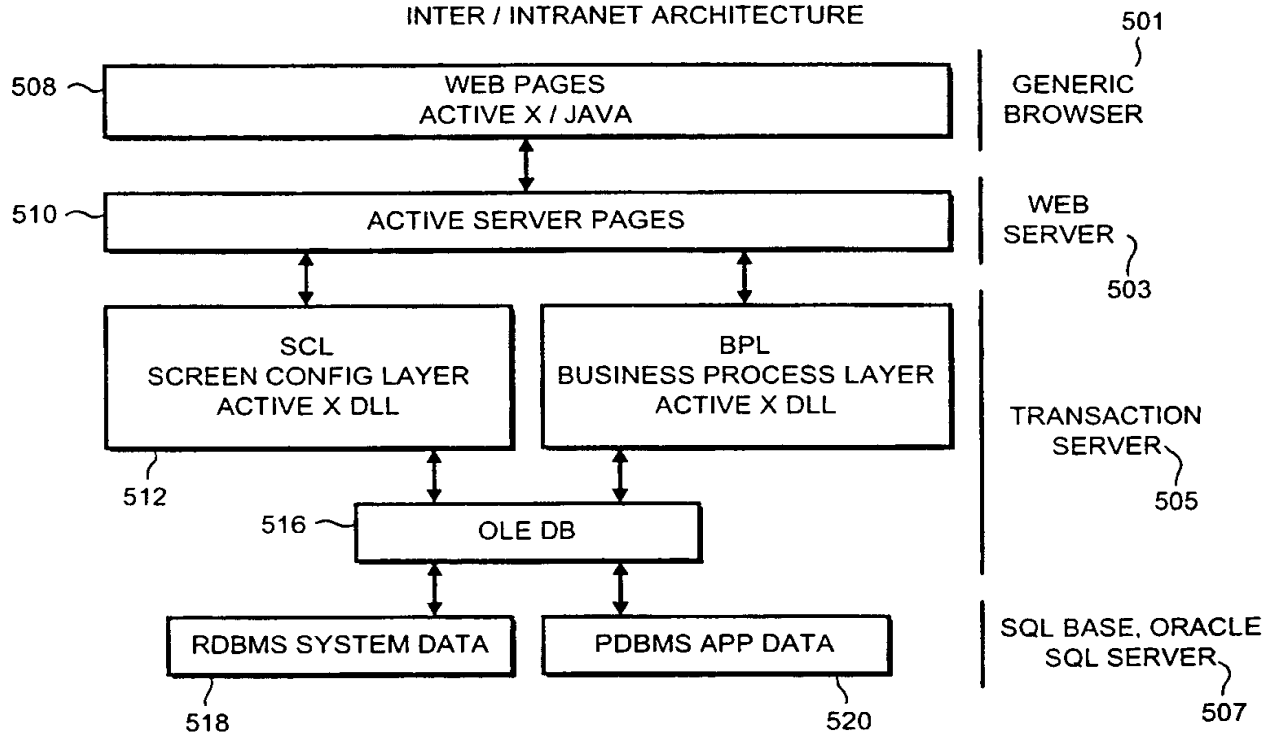 INTER / INTRANET ARCHITECTURE
501
508
WEB PAGES
ACTIVE X / JAVA
GENERIC
BROWSER
510
ACTIVE SERVER PAGES
WEB
SERVER
503
SCL
SCREEN CONFIG LAYER
ACTIVE X DLL
BPL
BUSINESS PROCESS LAYER
ACTIVE X DLL
TRANSACTION
SERVER
505
512
516
OLE DB
RDBMS SYSTEM DATA
PDBMS APP DATA
SQL BASE, ORACLE
SQL SERVER
507
518
520